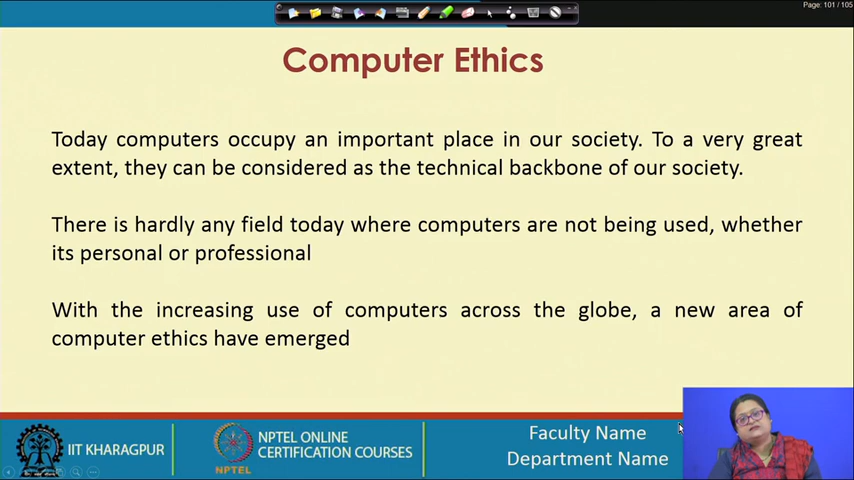 Page: 101 / 105
Computer Ethics
Today computers occupy an important place in our society. To a very great
extent, they can be considered as the technical backbone of our society.
There is hardly any field today where computers are not being used, whether
its personal or professional
With the increasing use of computers across the globe, a new area of
computer ethics have emerged
IIT KHARAGPUR
NPTEL
NPTEL ONLINE
CERTIFICATION COURSES
Faculty Name
Department Name